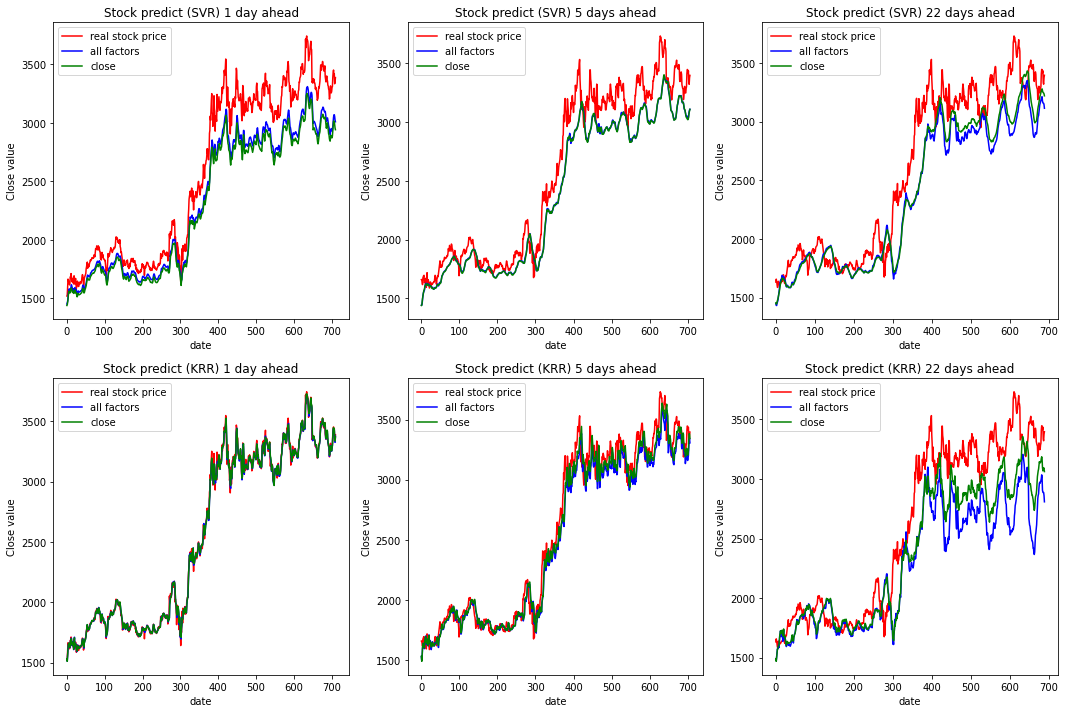 Stock predict (SVR) 1 day ahead
real stock price
all factors
close
3500
3000
2500
2000
1500
Close value
0 100 200 300 400 500 600 700
date
Stock predict (SVR) 5 days ahead
real stock price
all factors
close
3500
3000
2500
2000
1500
Close value
0 100 200 300 400 500 600 700
date
Stock predict (SVR) 22 days ahead
real stock price
all factors
close
3500
3000
2500
2000
1500
Close value
0 100 200 300 400 500 600 700
date
Stock predict (KRR) 1 day ahead
real stock price
all factors
close
3500
3000
2500
2000
1500
Close value
0 100 200 300 400 500 600 700
date
Stock predict (KRR) 5 days ahead
real stock price
all factors
close
3500
3000
2500
2000
1500
Close value
0 100 200 300 400 500 600 700
date
Stock predict (KRR) 22 days ahead
real stock price
all factors
close
3500
3000
2500
2000
1500
Close value
0 100 200 300 400 500 600 700
date